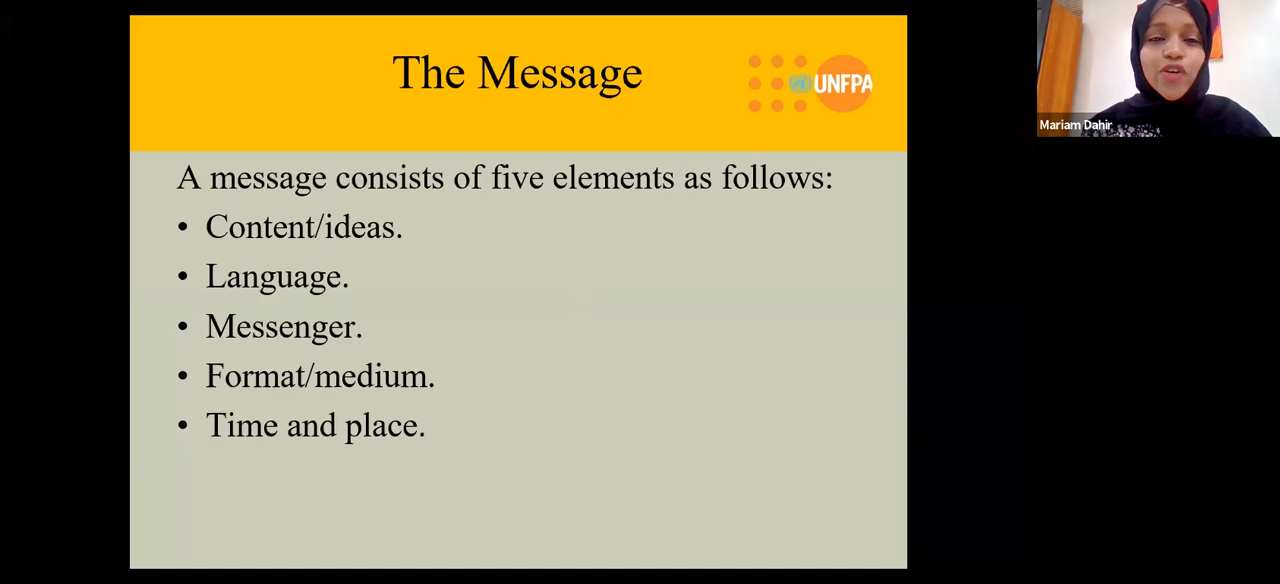 The Message
UNFPA
A message consists of five elements as follows:
• Content/ideas.
• Language.
• Messenger.
• Format/medium.
• Time and place.
Mariam Dahir